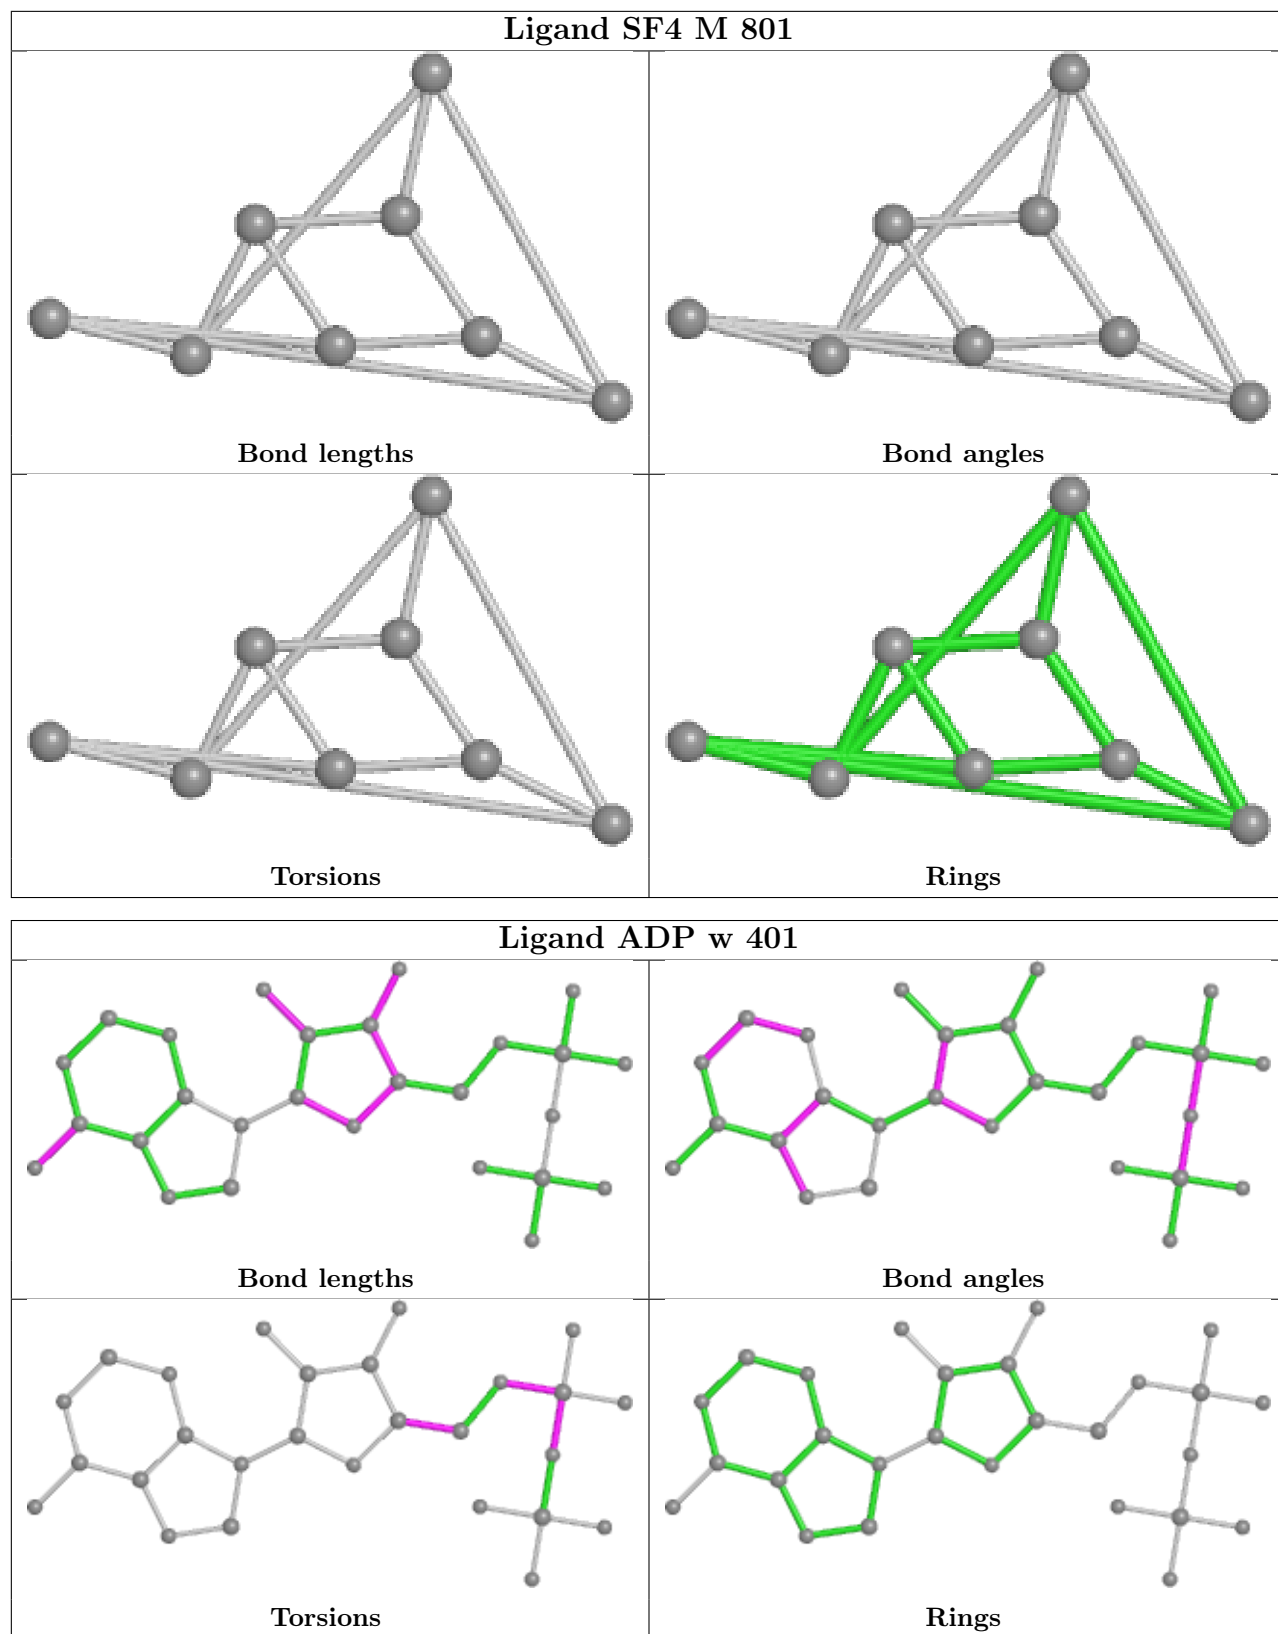 Ligand SF4 M 801
Bond lengths
Bond angles
Torsions
Rings
Ligand ADP w 401
Bond lengths
Bond angles
Torsions
Rings